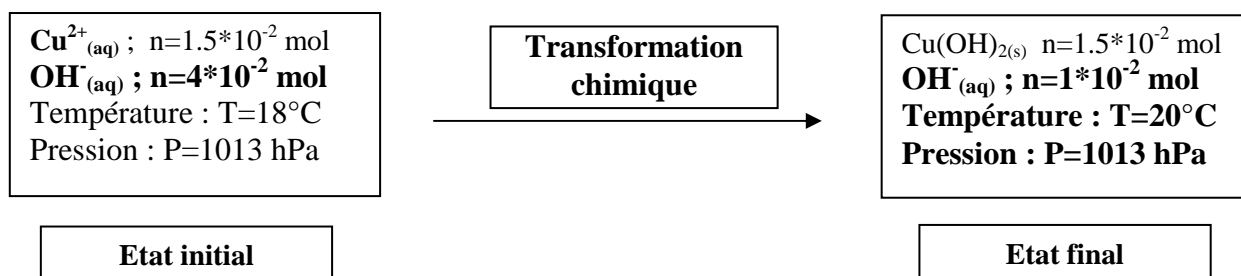 Cu²⁺(aq) ; n=1.5*10⁻² mol
OH⁻(aq) ; n=4*10⁻² mol
Température : T=18°C
Pression : P=1013 hPa
Transformation
chimique
Cu(OH)₂(s) n=1.5*10⁻² mol
OH⁻(aq) ; n=1*10⁻² mol
Température : T=20°C
Pression : P=1013 hPa
Etat initial
Etat final